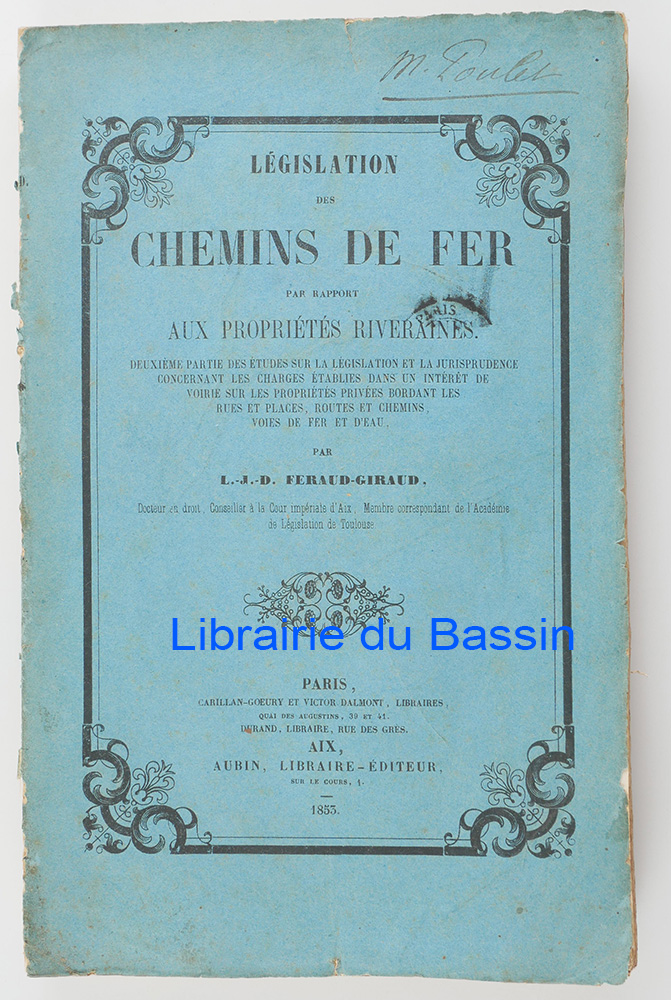 M. Poulet
LÉGISLATION
DES
CHEMINS DE FER
PAR RAPPORT
PARIS
AUX PROPRIÉTÉS RIVERAINES.
DEUXIÈME PARTIE DES ÉTUDES SUR LA LÉGISLATION ET LA JURISPRUDENCE
CONCERNANT LES CHARGES ÉTABLIES DANS UN INTÉRÊT DE
VOIRIE SUR LES PROPRIÉTÉS PRIVÉES BORDANT LES
RUES ET PLACES, ROUTES ET CHEMINS,
VOIES DE FER ET D'EAU,
PAR
L.-J.-D. FERAUD-GIRAUD,
Docteur en droit, Conseiller à la Cour impériale d'Aix, Membre correspondant de l'Académie
de Législation de Toulouse.
Librairie du Bassin
PARIS,
CARILLAN-GOEURY ET VICTOR DALMONT, LIBRAIRES,
QUAI DES AUGUSTINS, 39 ET 41.
DURAND, LIBRAIRE, RUE DES GRÉS.
AIX,
AUBIN, LIBRAIRE-ÉDITEUR,
SUR LE COURS, 1.
1853.